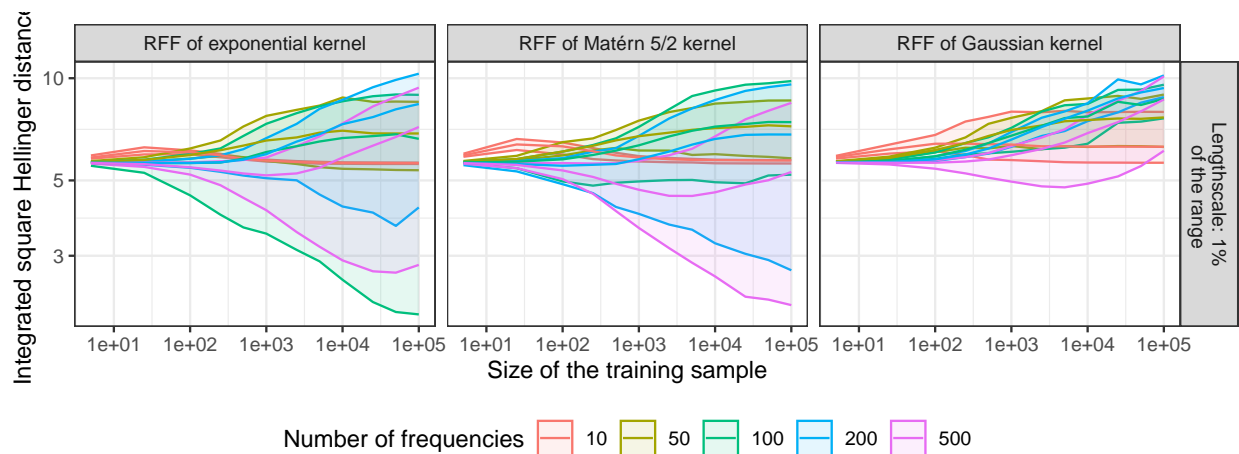 RFF of exponential kernel
RFF of Matérn 5/2 kernel
RFF of Gaussian kernel
Integrated square Hellinger distance
10
5
3
Lengthscale: 1%
of the range
1e+01 1e+02 1e+03 1e+04 1e+05
1e+01 1e+02 1e+03 1e+04 1e+05
1e+01 1e+02 1e+03 1e+04 1e+05
Size of the training sample
Number of frequencies 10 50 100 200 500